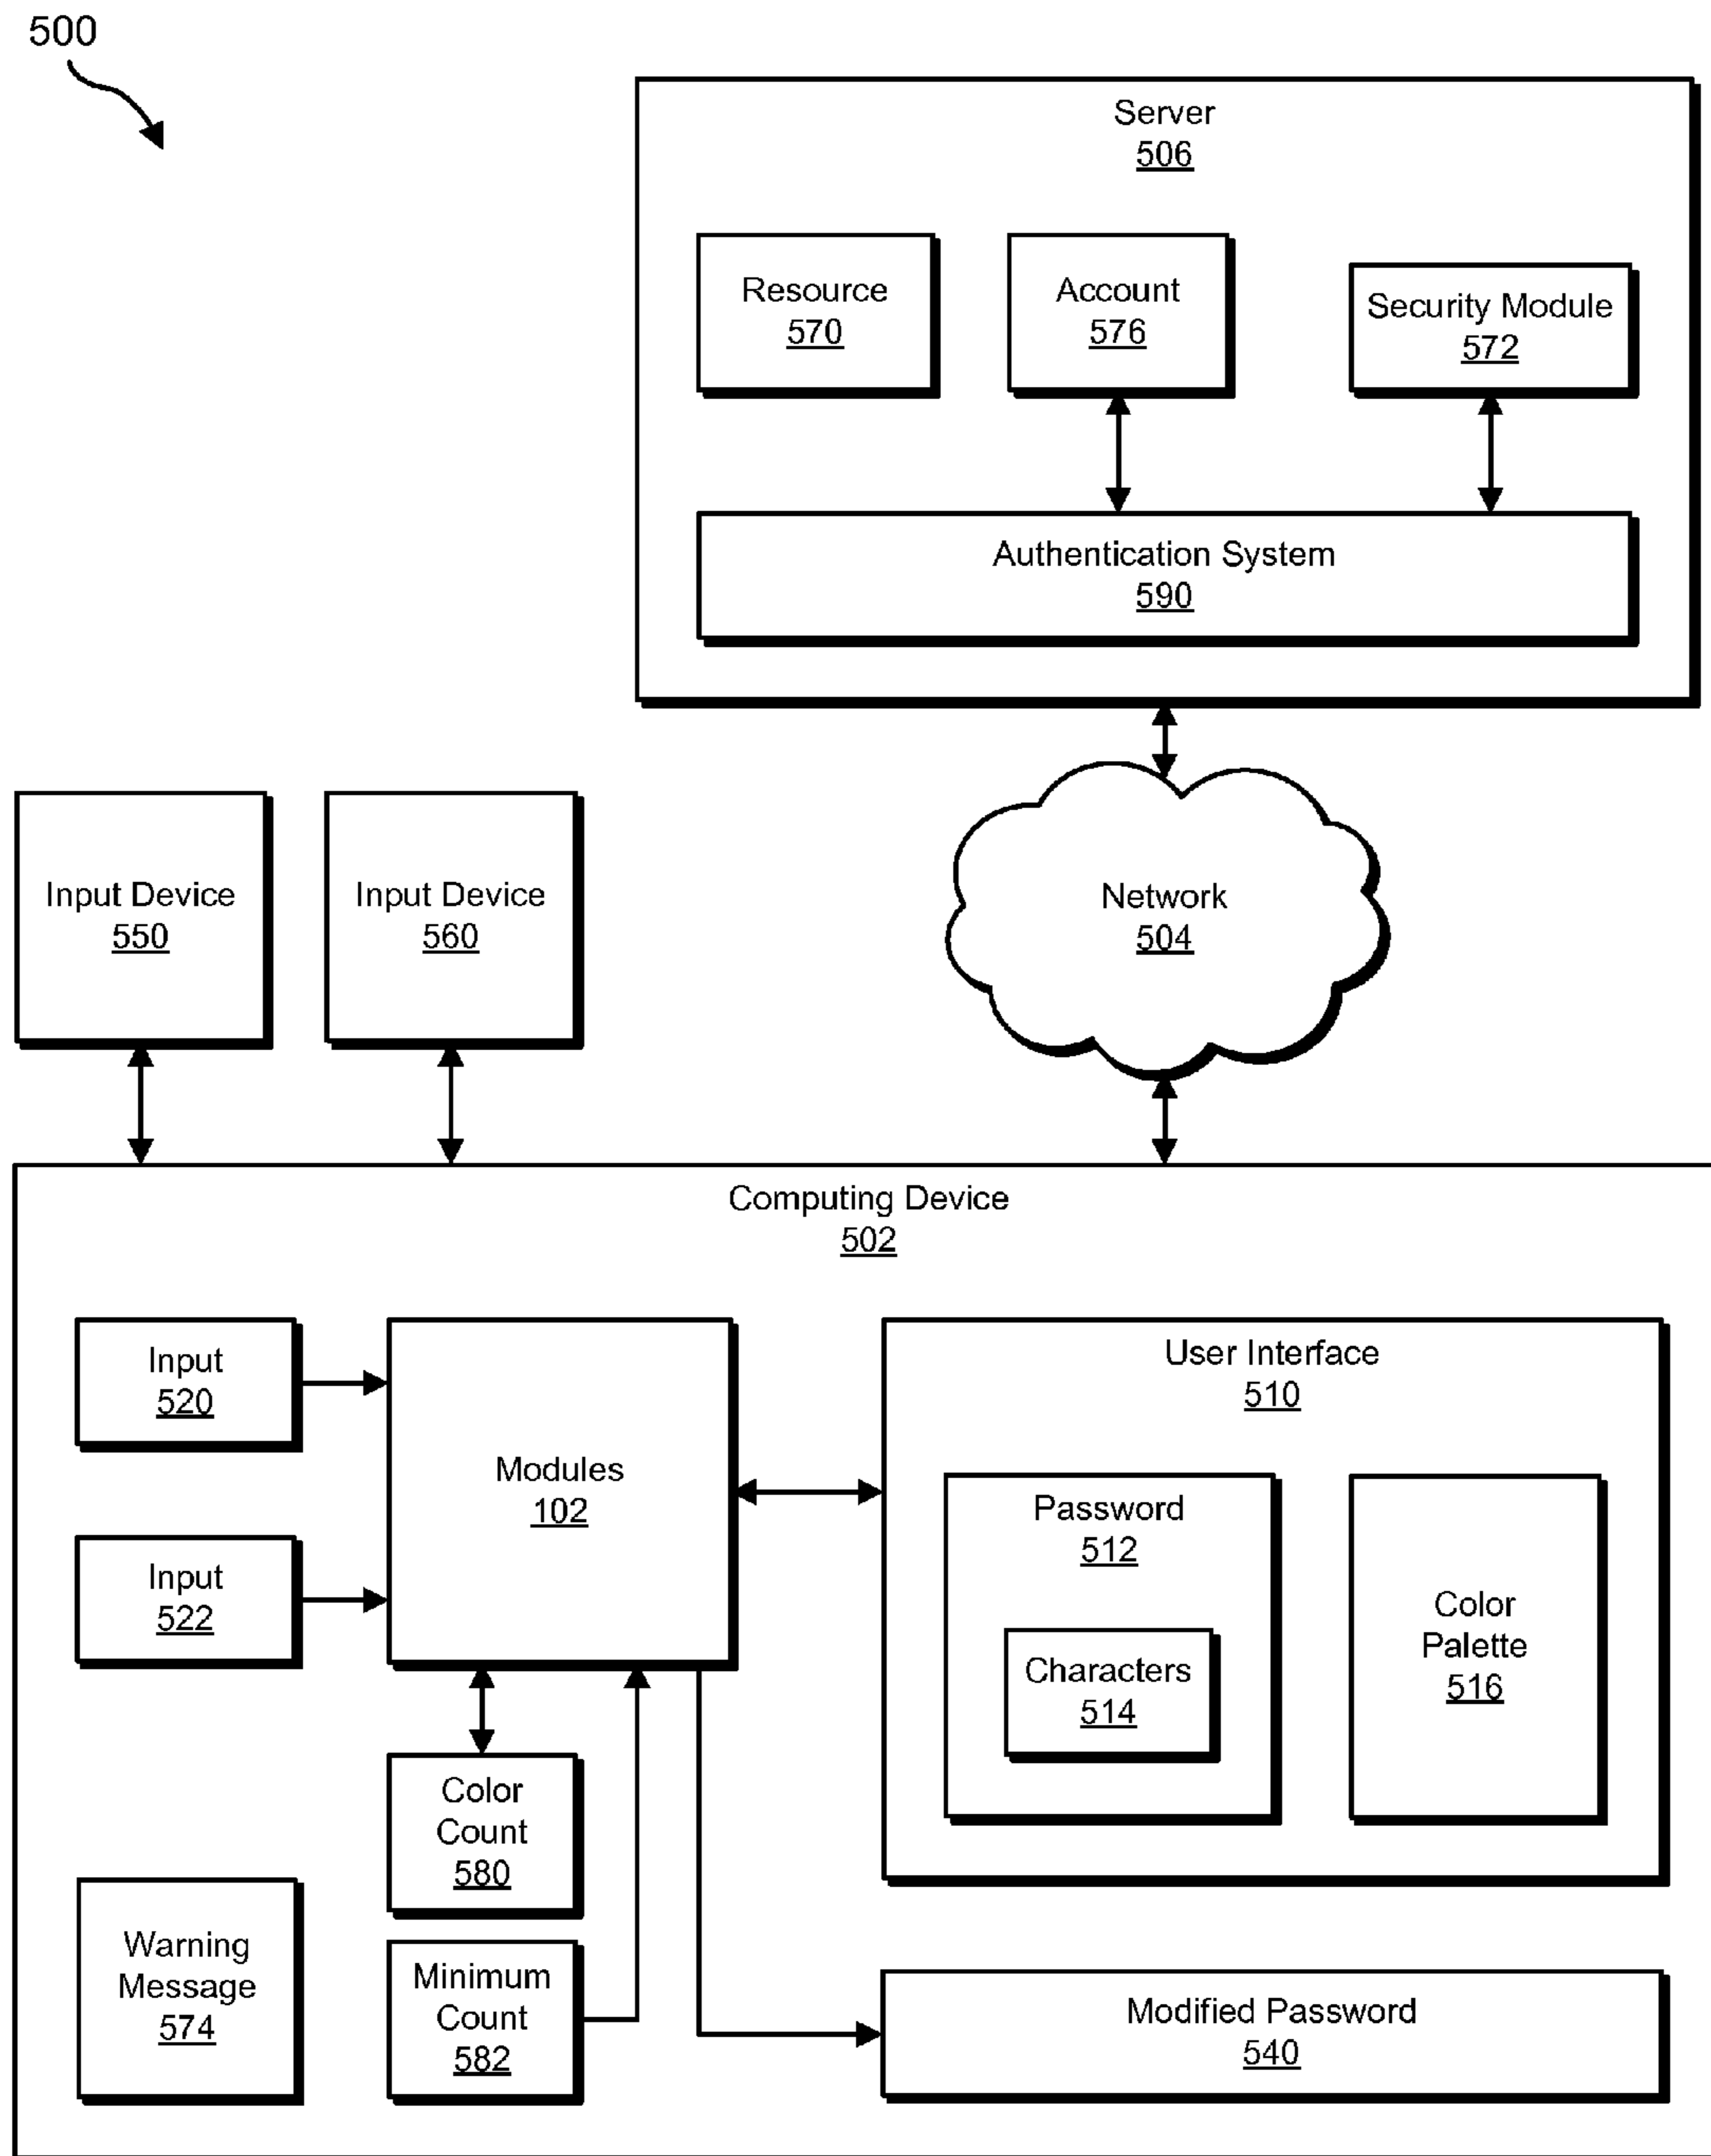 500
Server
506
Resource
570
Account
576
Security Module
572
Authentication System
590
Input Device
550
Input Device
560
Network
504
Computing Device
502
Input
520
Input
522
Modules
102
User Interface
510
Password
512
Characters
514
Color
Palette
516
Color
Count
580
Warning
Message
574
Minimum
Count
582
Modified Password
540